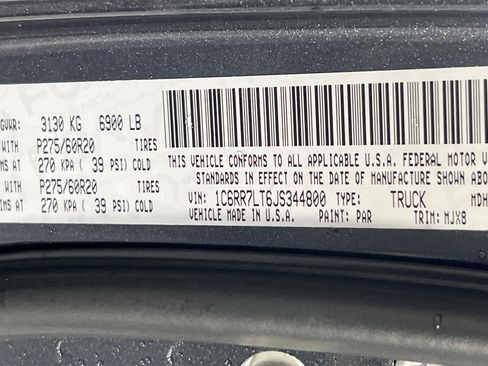 GVWR: 3130 KG 6900 LB
WITH P275/60R20 TIRES
MS AT 270 KPA ( 39 PSI) COLD
WITH P275/60R20 TIRES
MS AT 270 KPA ( 39 PSI) COLD
THIS VEHICLE CONFORMS TO ALL APPLICABLE U.S.A. FEDERAL MOTOR V
STANDARDS IN EFFECT ON THE DATE OF MANUFACTURE SHOWN ABO
VIN: 1C6RR7LT6JS344800 TYPE: TRUCK MDH
VEHICLE MADE IN U.S.A. PAINT: PAR TRIM: MJX8